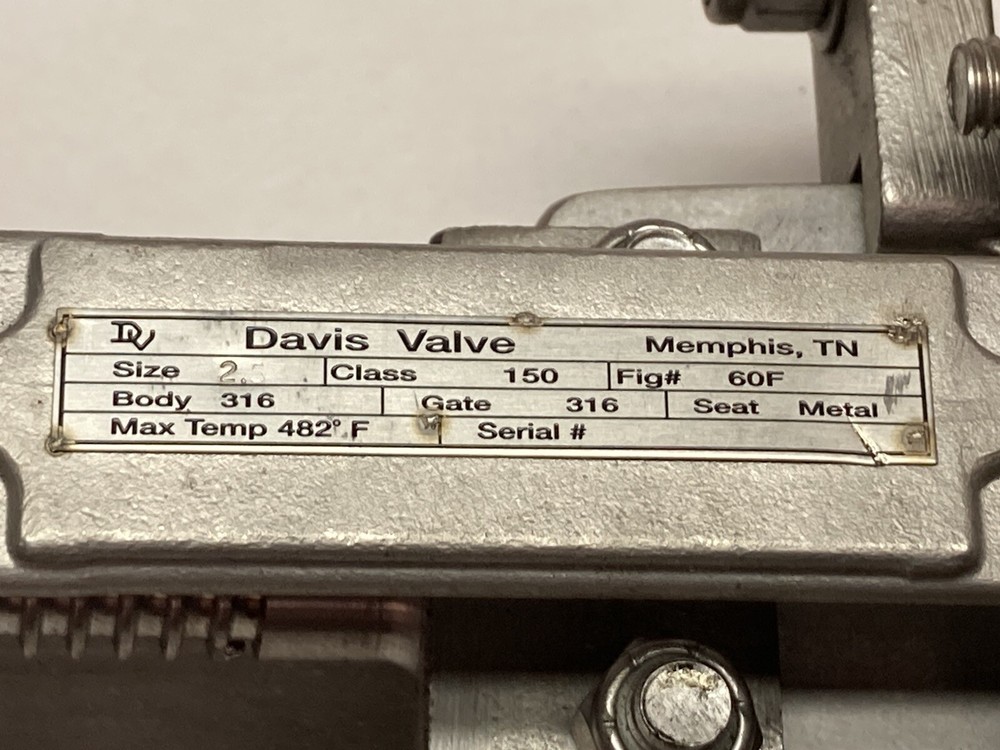 DV Davis Valve Memphis, TN
Size 2. Class 150 Fig# 60F
Body 316 Gate 316 Seat Metal
Max Temp 482° F Serial #